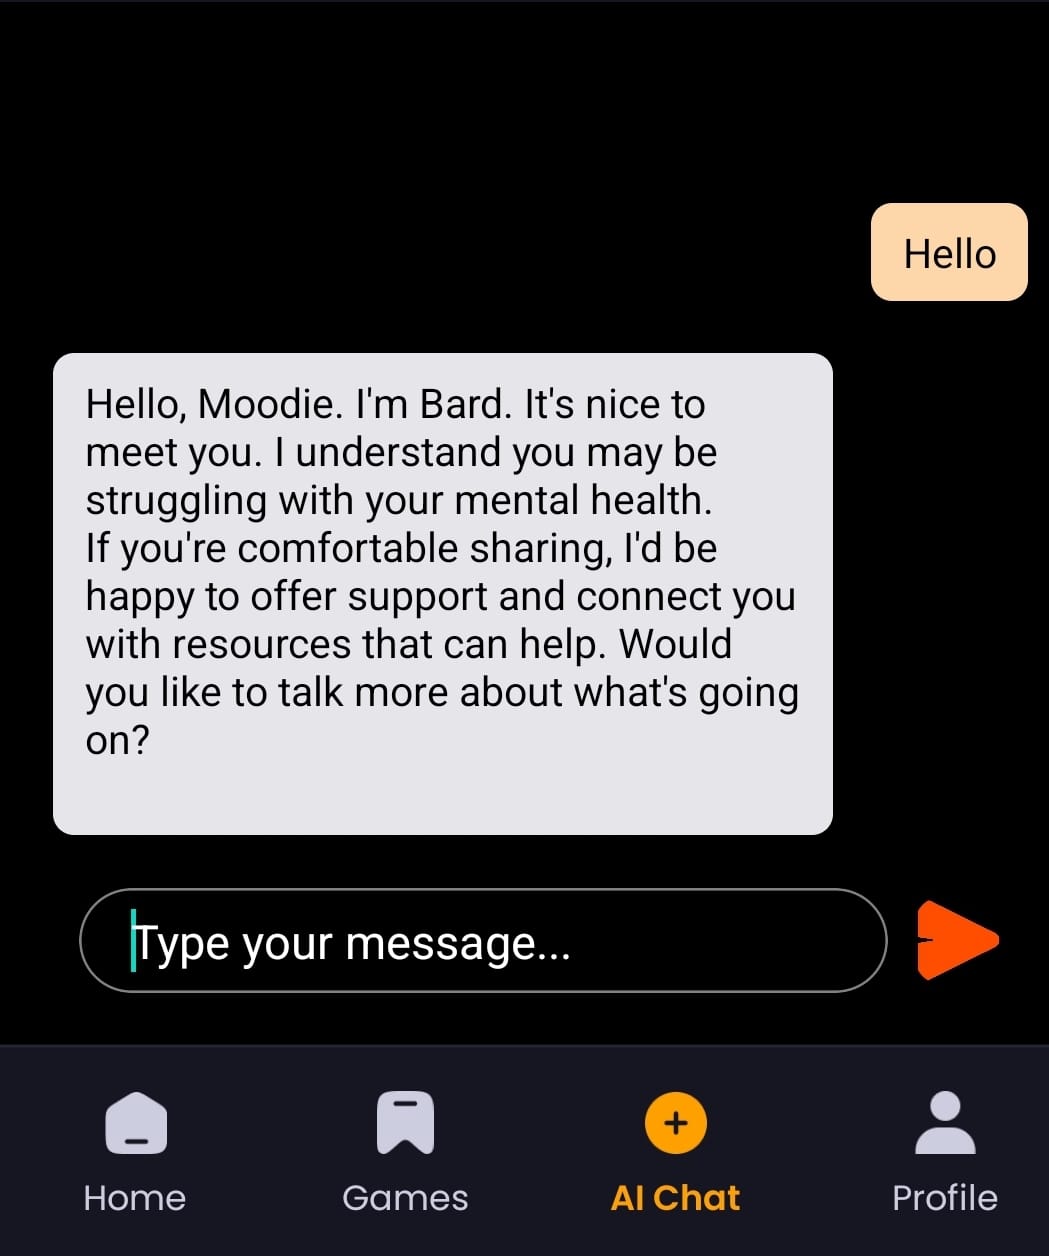 Hello
Hello, Moodie. I'm Bard. It's nice to
meet you. I understand you may be
struggling with your mental health.
If you're comfortable sharing, I'd be
happy to offer support and connect you
with resources that can help. Would
you like to talk more about what's going
on?
Type your message...
Home
Games
AI Chat
Profile